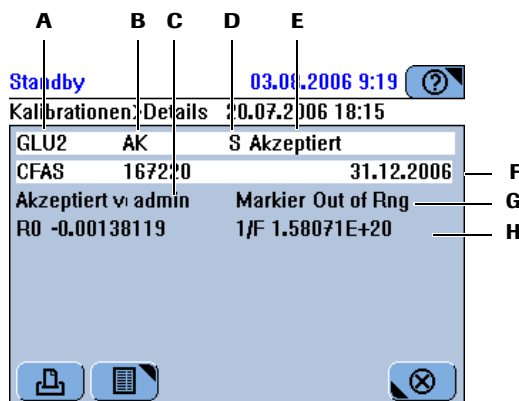 A B C D E
Standby 03.08.2006 9:19 ?
Kalibrationen>Details 20.07.2006 18:15
GLU2 AK S Akzeptiert
CFAS 167220 31.12.2006 F
Akzeptiert vı admin Markier Out of Rng G
R0 -0.00138119 1/F 1.58071E+20 H